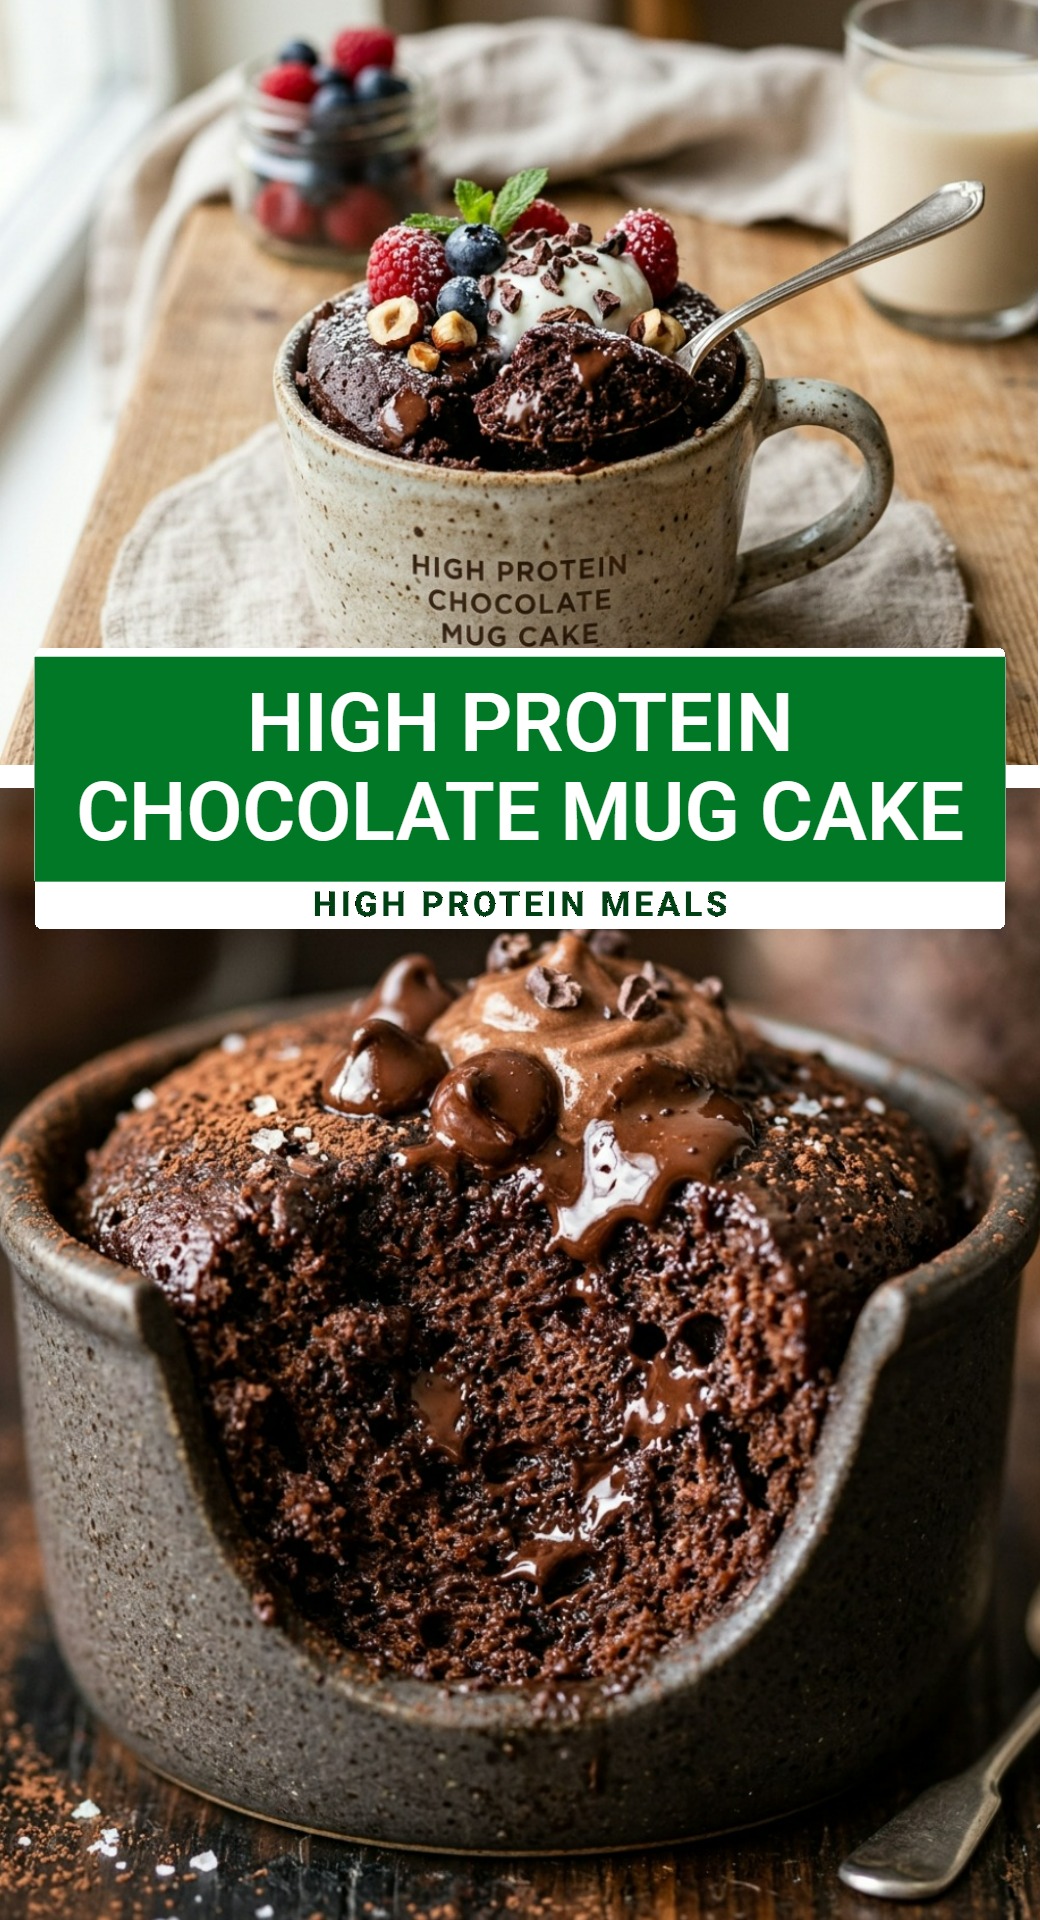 HIGH PROTEIN
CHOCOLATE
MUG CAKE
HIGH PROTEIN
CHOCOLATE MUG CAKE
HIGH PROTEIN MEALS